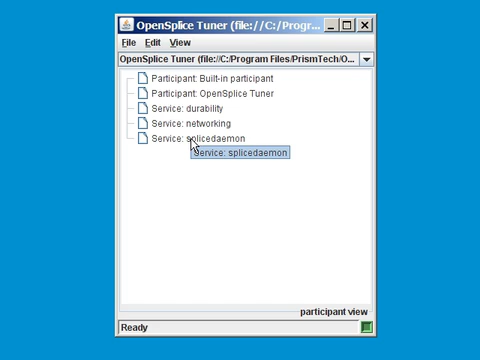 OpenSplice Tuner (file://C:/Progr...
File Edit View
OpenSplice Tuner (file://C:/Program Files/PrismTech/O...
Participant: Built-in participant
Participant: OpenSplice Tuner
Service: durability
Service: networking
Service: splicedaemon
Service: splicedaemon
participant view
Ready